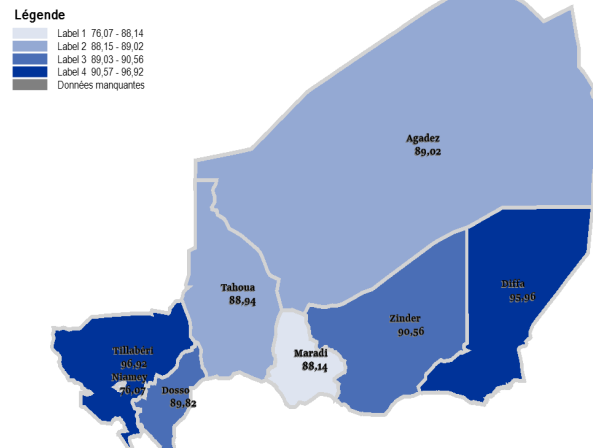 Légende
Label 1 76,07 - 88,14
Label 2 88,15 - 89,02
Label 3 89,03 - 90,56
Label 4 90,57 - 96,92
Données manquantes
Agadez
89,02
Tahoua
88,94
Diffa
95,96
Zinder
90,56
Maradi
88,14
Tillabéri
96,92
Niamey
76,07
Dosso
89,82